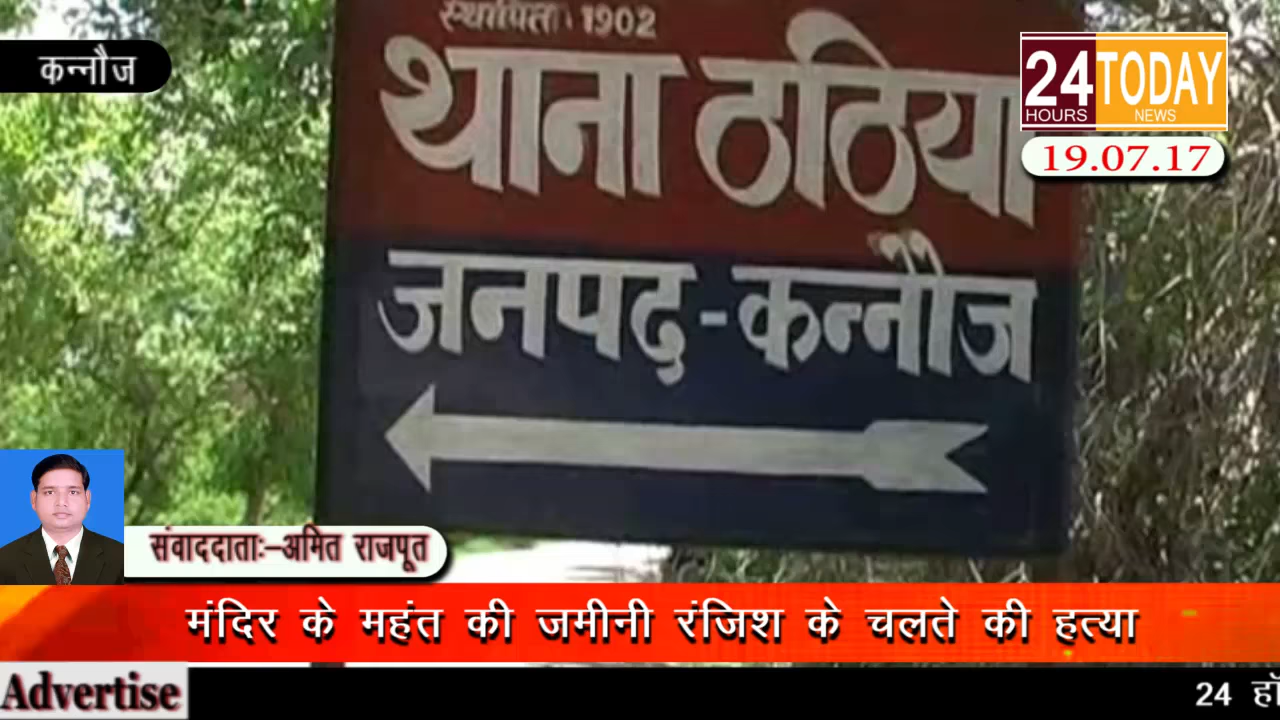 कन्नौज
स्थापित: 1902
थाना ठठिया
जनपद-कन्नौज
24 TODAY
HOURS NEWS
19.07.17
संवाददाताः-अमित राजपूत
मंदिर के महंत की जमीनी रंजिश के चलते की हत्या
Advertise
24 हॉ